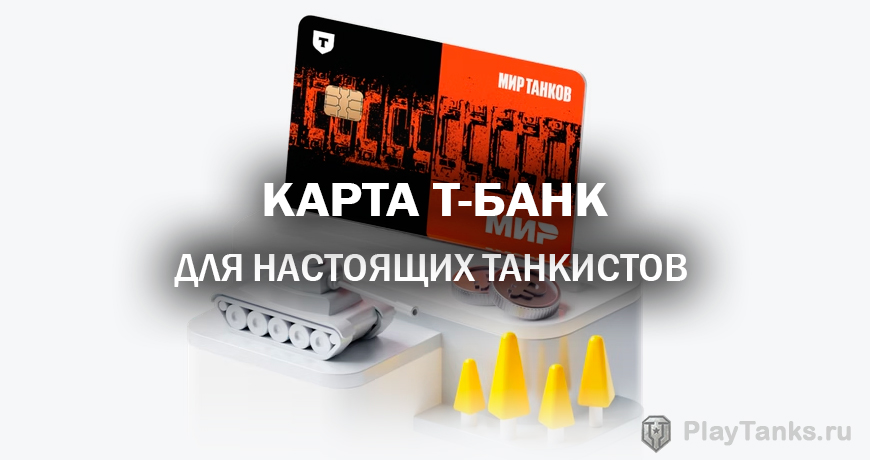 Т
МИР ТАНКОВ
КАРТА Т-БАНК
МИР
ДЛЯ НАСТОЯЩИХ ТАНКИСТОВ
PlayTanks.ru